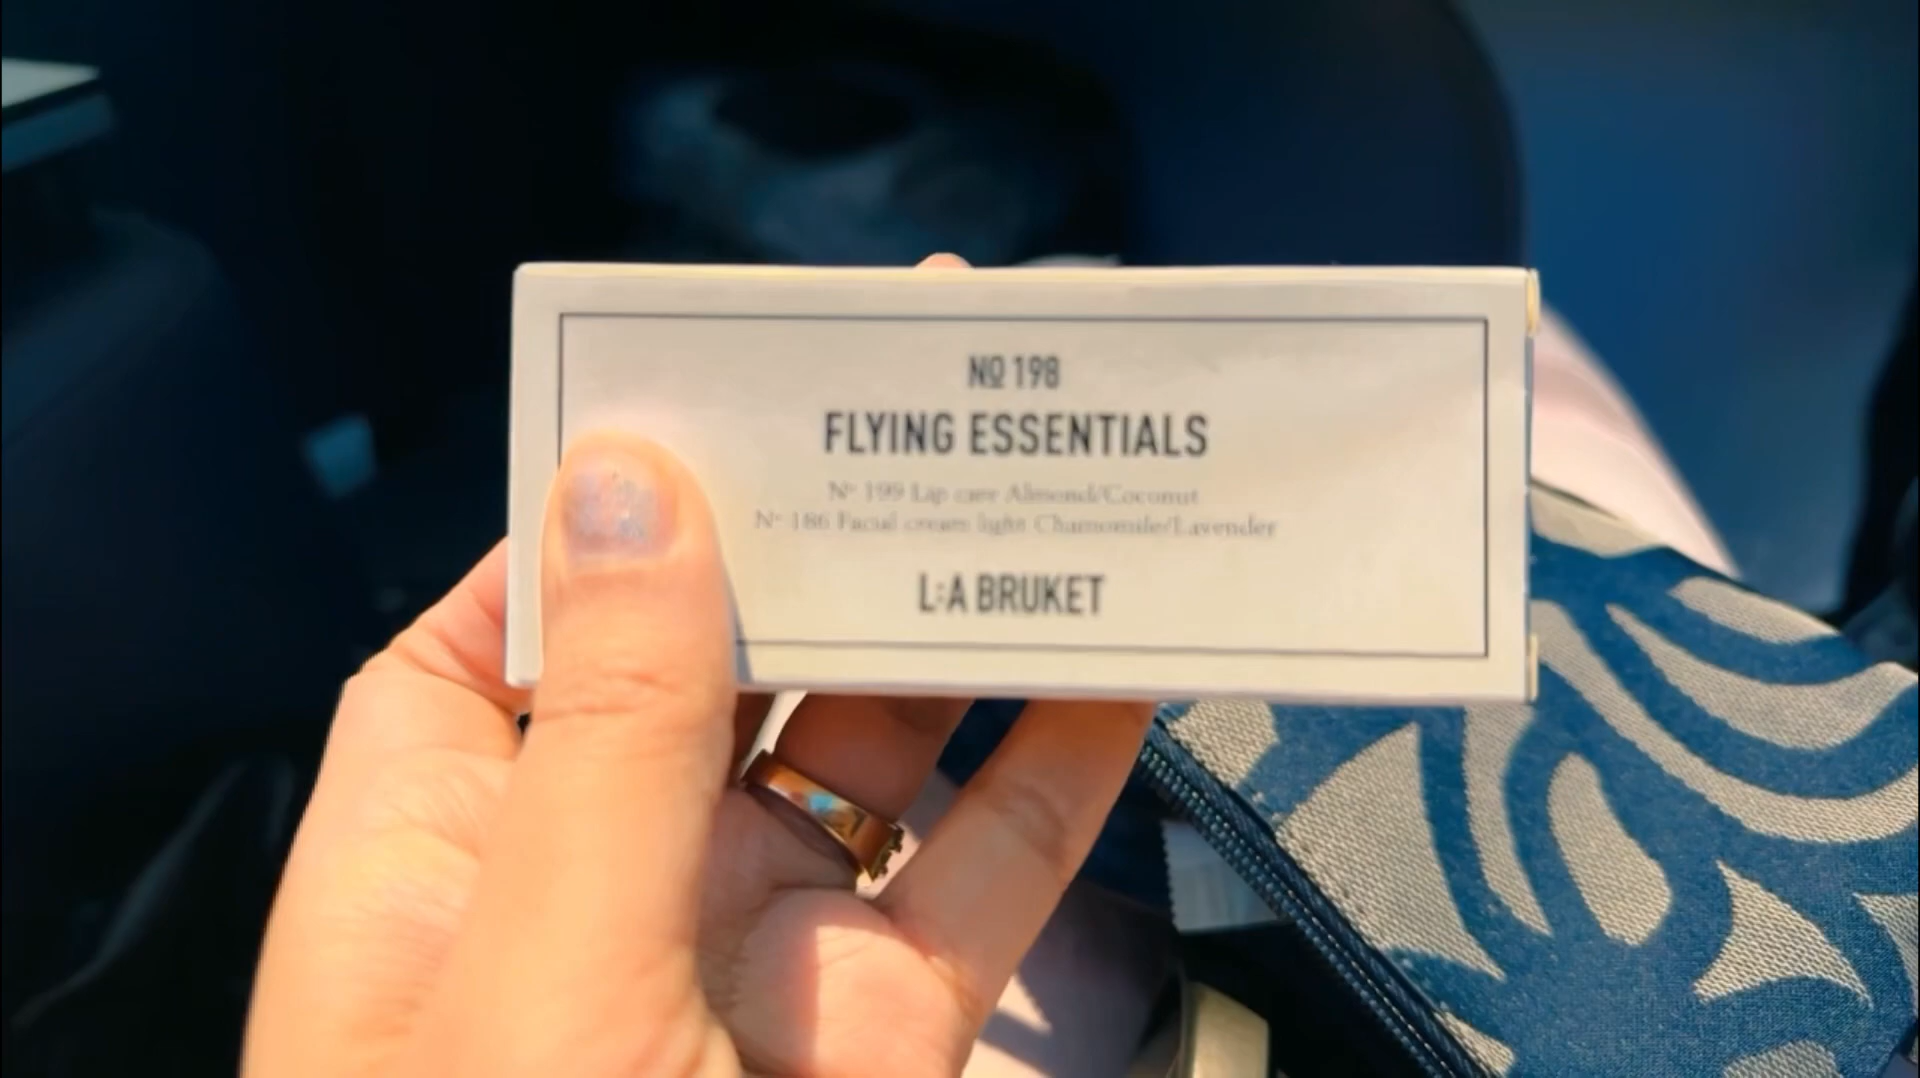 Nº 198
FLYING ESSENTIALS
Nº 199 Lip care Almond/Coconut
Nº 186 Facial cream light Chamomile/Lavender
L:A BRUKET